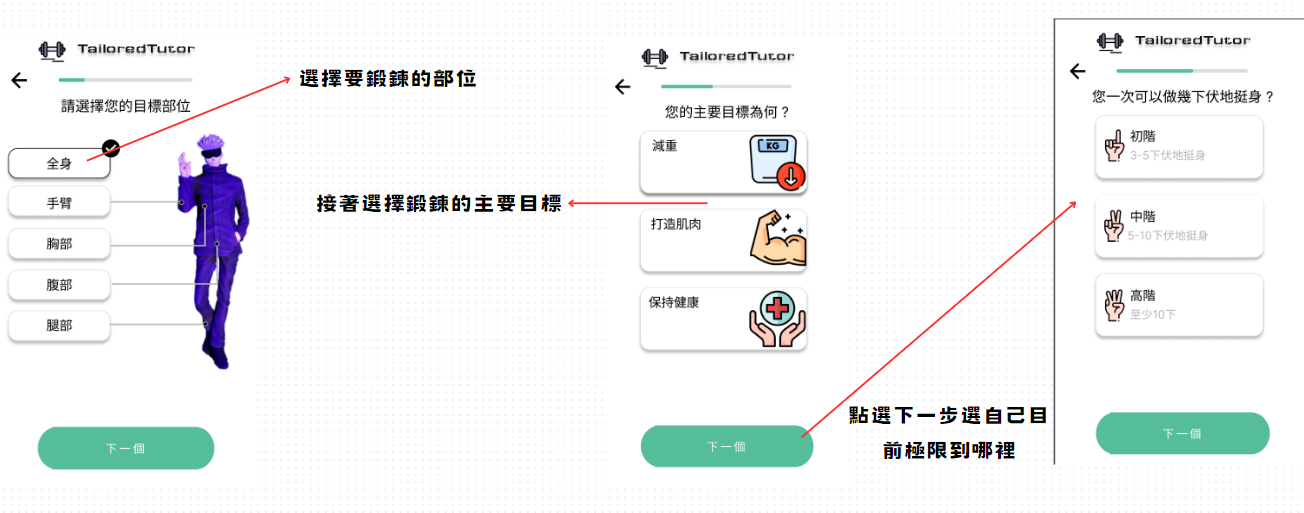 TailoredTutor
請選擇您的目標部位
全身
手臂
胸部
腹部
腿部
下一個
選擇要鍛鍊的部位
接著選擇鍛鍊的主要目標
TailoredTutor
您的主要目標為何？
減重
KG
打造肌肉
保持健康
下一個
點選下一步選自己目
前極限到哪裡
TailoredTutor
您一次可以做幾下伏地挺身？
初階
3-5下伏地挺身
中階
5-10下伏地挺身
高階
至少10下
下一個